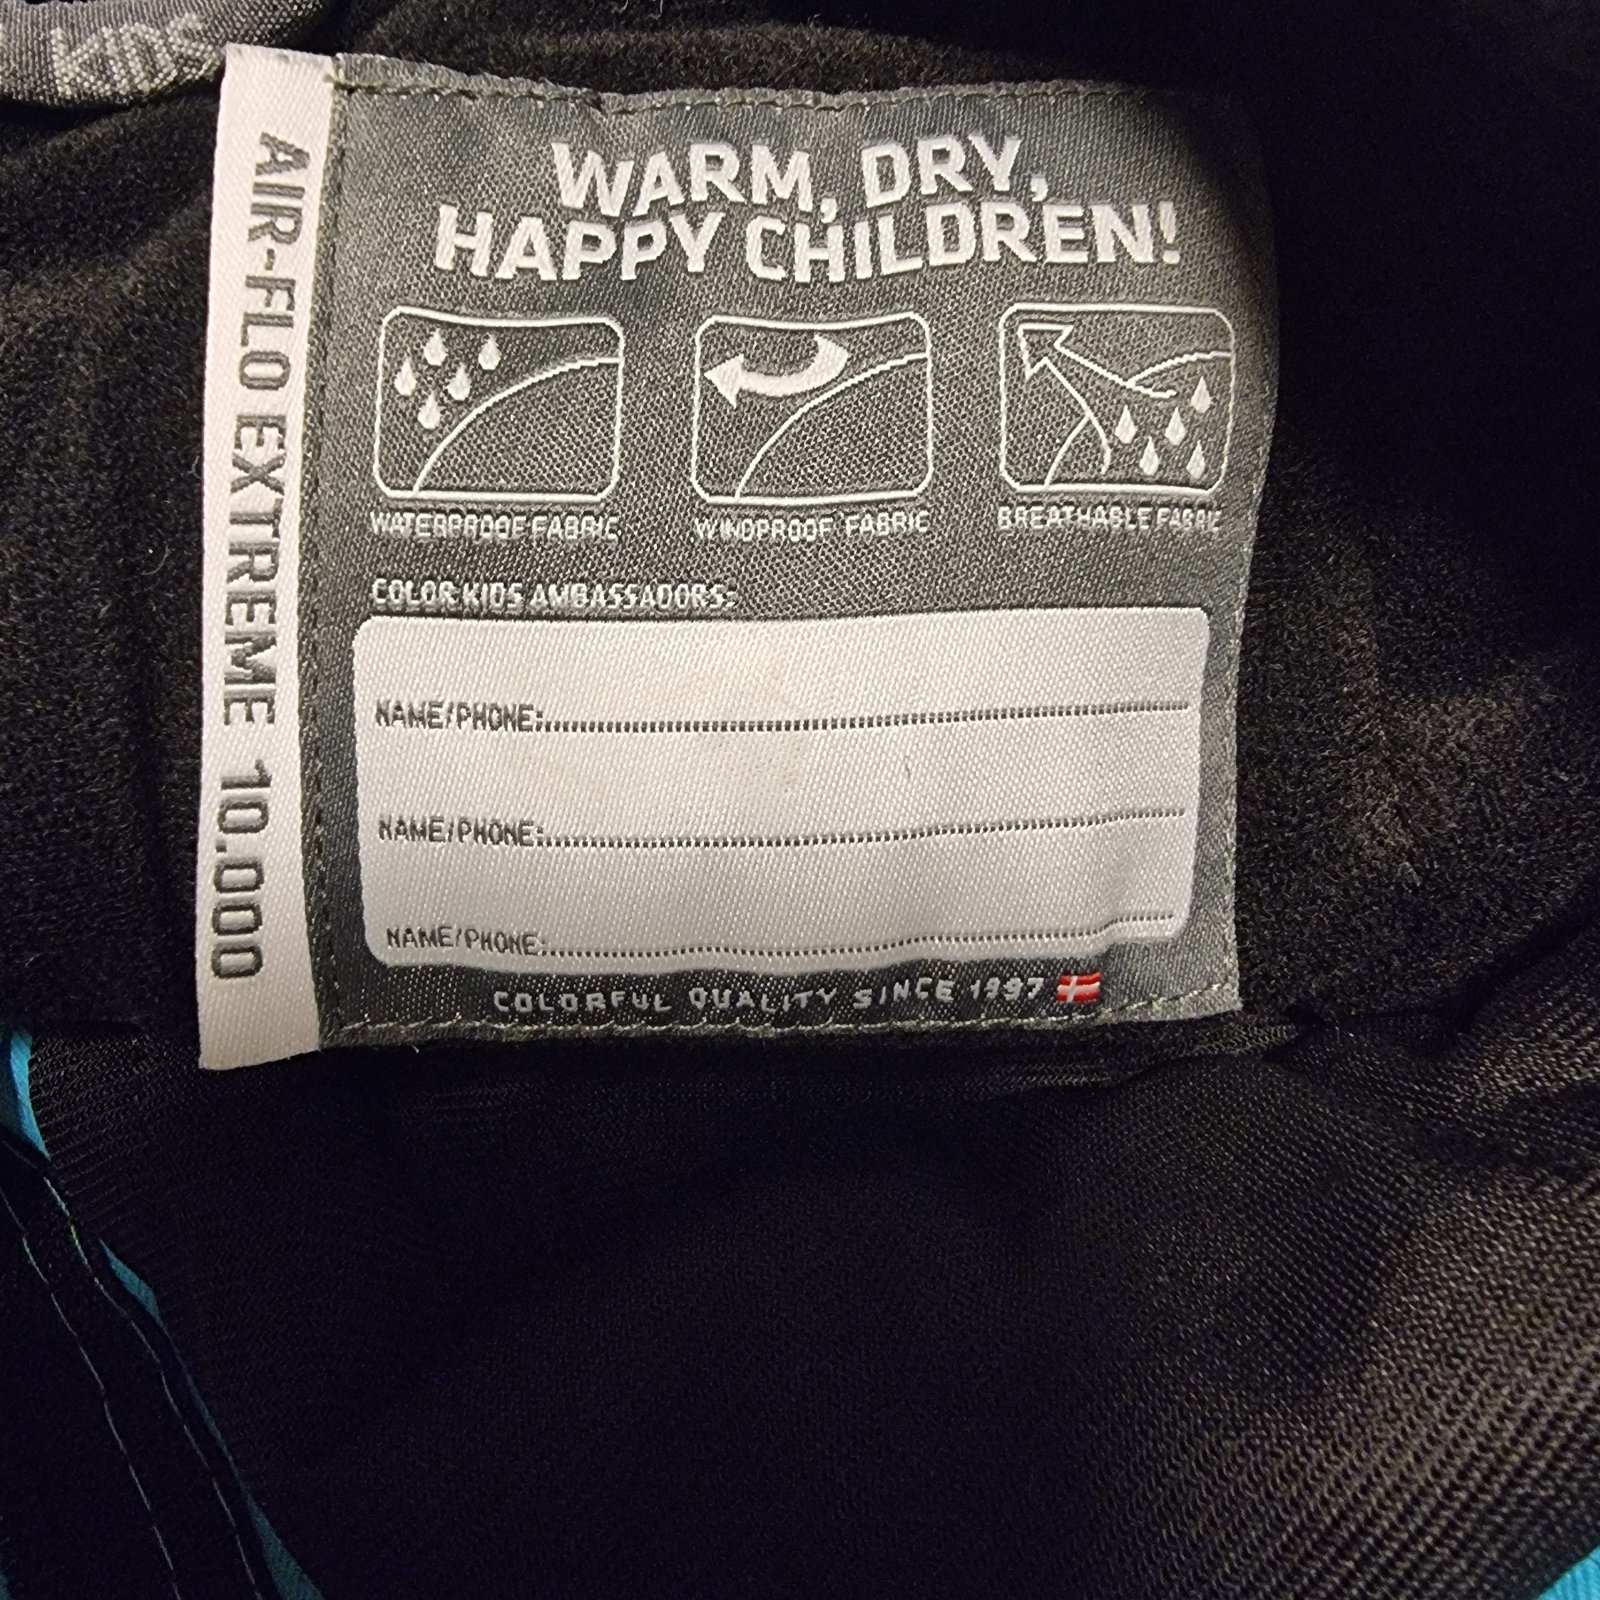 kids
AIR-FLO EXTREME 10.000
WARM, DRY,
HAPPY CHILDREN!
WATERPROOF FABRIC
WINDPROOF FABRIC
BREATHABLE FABRIC
COLOR KIDS AMBASSADORS:
NAME/PHONE:
NAME/PHONE:
NAME/PHONE:
COLORFUL QUALITY SINCE 1997